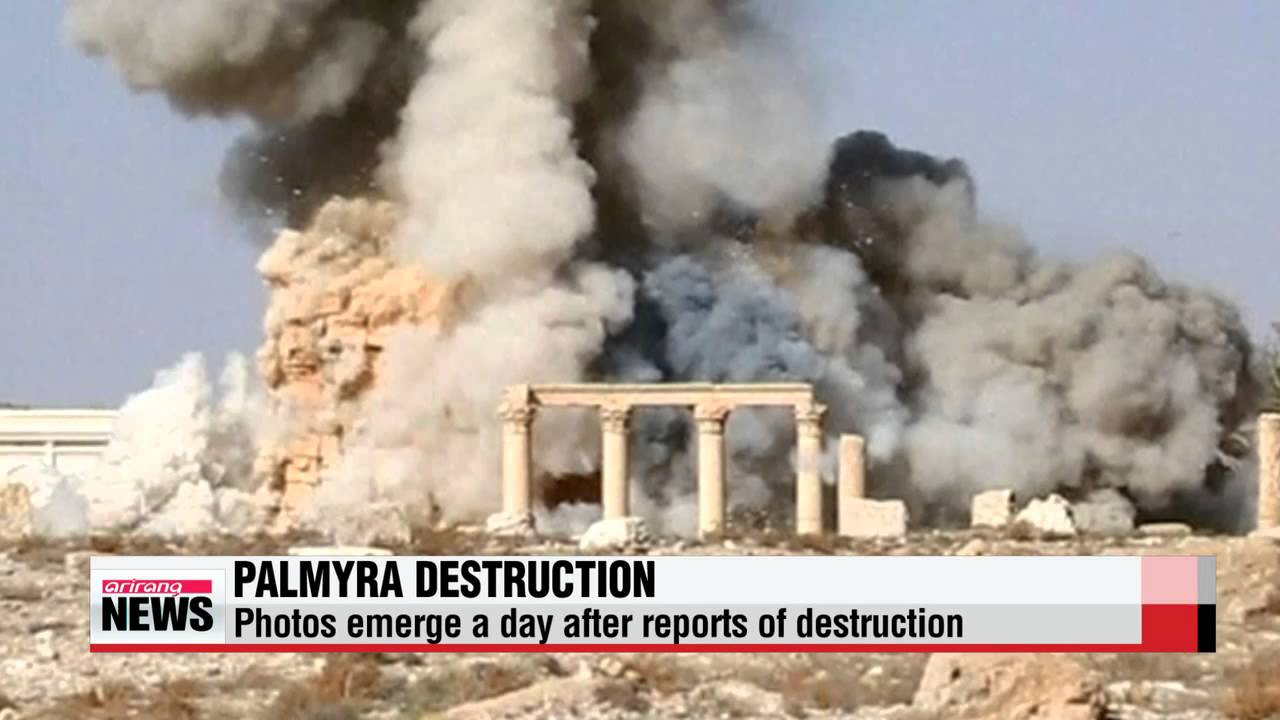 PALMYRA DESTRUCTION
arirang
NEWS
Photos emerge a day after reports of destruction